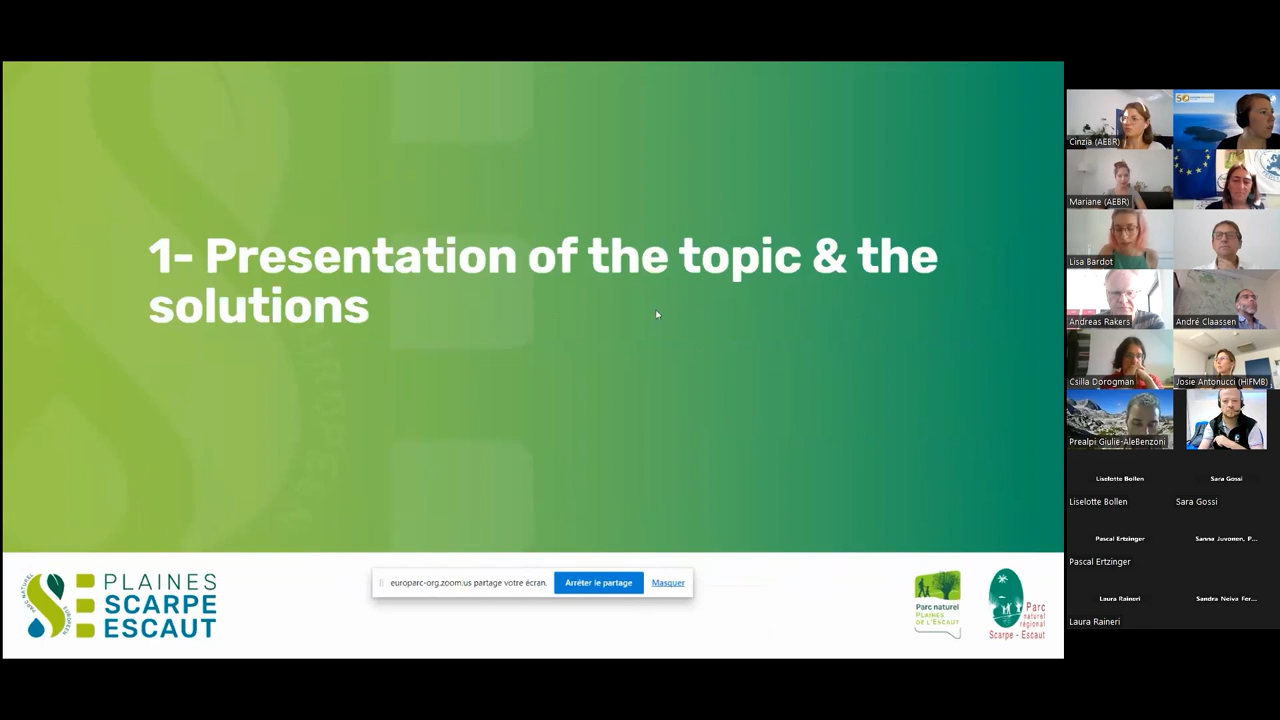 1- Presentation of the topic & the
solutions
PLAINES
SCARPE
ESCAUT
europarc-org.zoom.us partage votre écran.
Arrêter le partage
Masquer
Parc naturel
PLAINES
DE L'ESCAUT
Parc
naturel
régional
Scarpe - Escaut
Cinzia (AEBR)
Mariane (AEBR)
Lisa Bardot
Andreas Rakers
André Claassen
Csilla Dorogman
Josie Antonucci (HIFMB)
Prealpi Giulie-AleBenzoni
Liselotte Bollen
Sara Gossi
Liselotte Bollen
Sara Gossi
Pascal Ertzinger
Sanna Juvonen, P...
Pascal Ertzinger
Laura Raineri
Sandra Neiva Fer...
Laura Raineri